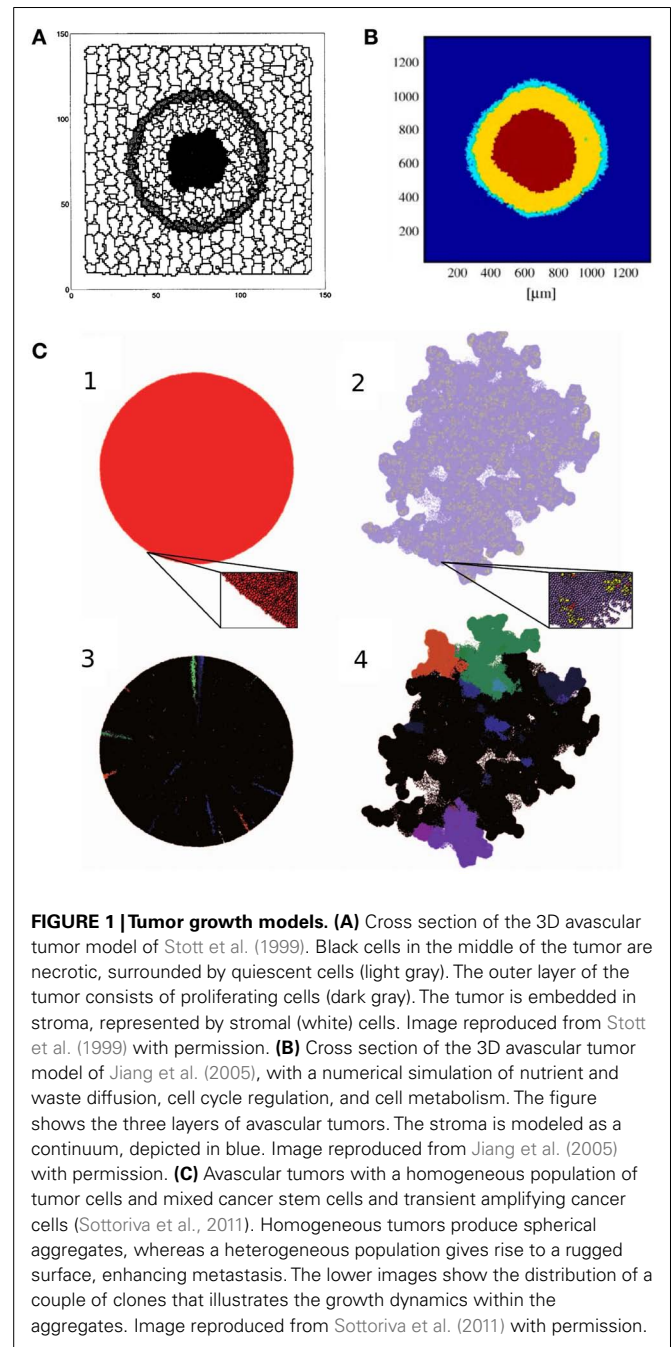 A
150
100
50
0
0
50
100
150
B
1200
1000
800
600
400
200
200 400 600 800 1000 1200
[µm]
C
1
2
3
4
FIGURE 1 | Tumor growth models. (A) Cross section of the 3D avascular
tumor model of Stott et al. (1999). Black cells in the middle of the tumor are
necrotic, surrounded by quiescent cells (light gray). The outer layer of the
tumor consists of proliferating cells (dark gray). The tumor is embedded in
stroma, represented by stromal (white) cells. Image reproduced from Stott
et al. (1999) with permission. (B) Cross section of the 3D avascular tumor
model of Jiang et al. (2005), with a numerical simulation of nutrient and
waste diffusion, cell cycle regulation, and cell metabolism. The figure
shows the three layers of avascular tumors. The stroma is modeled as a
continuum, depicted in blue. Image reproduced from Jiang et al. (2005)
with permission. (C) Avascular tumors with a homogeneous population of
tumor cells and mixed cancer stem cells and transient amplifying cancer
cells (Sottoriva et al., 2011). Homogeneous tumors produce spherical
aggregates, whereas a heterogeneous population gives rise to a rugged
surface, enhancing metastasis. The lower images show the distribution of a
couple of clones that illustrates the growth dynamics within the
aggregates. Image reproduced from Sottoriva et al. (2011) with permission.